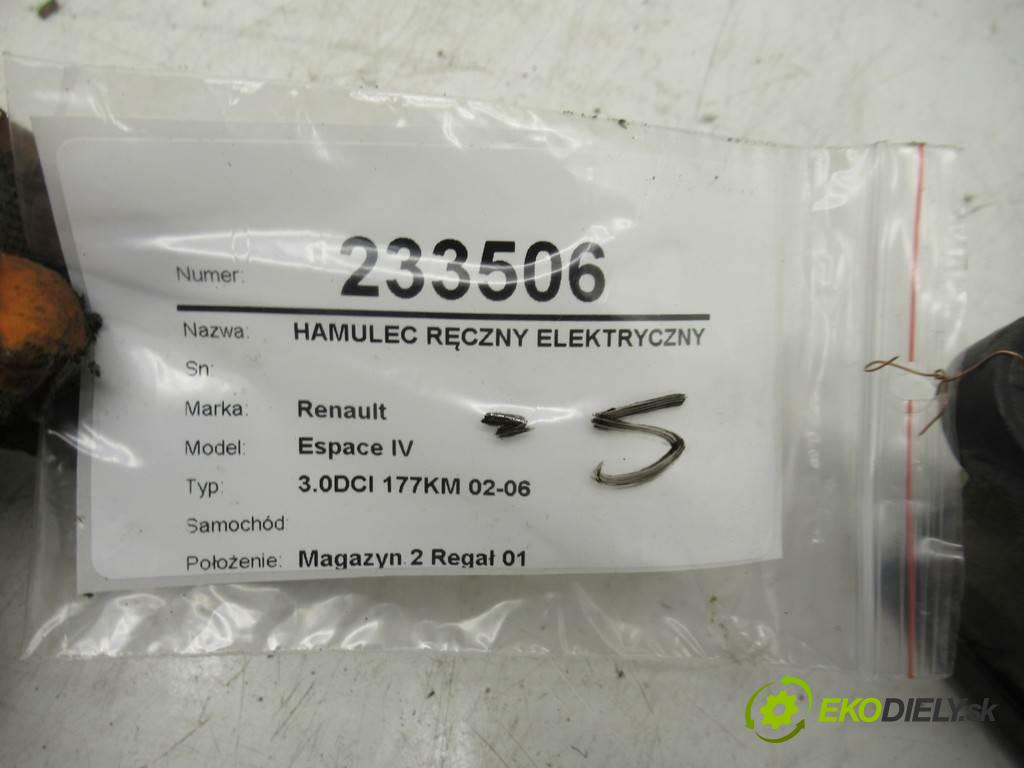 Numer: 233506
Nazwa: HAMULEC RĘCZNY ELEKTRYCZNY
Sn:
Marka: Renault
Model: Espace IV
- 5
Typ: 3.0DCI 177KM 02-06
Samochód:
Położenie: Magazyn 2 Regał 01
EKODIELY.sk